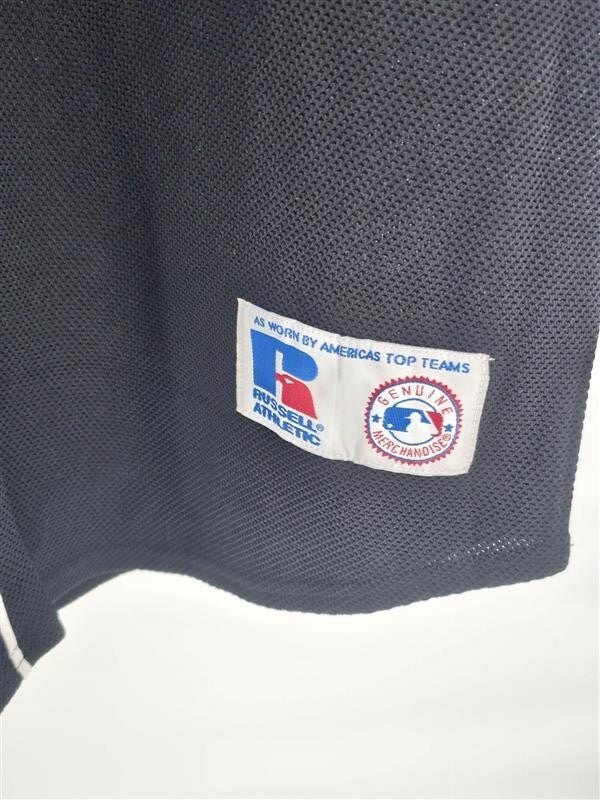 AS WORN BY AMERICAS TOP TEAMS
R
RUSSELL®
ATHLETIC
GENUINE
MERCHANDISE®